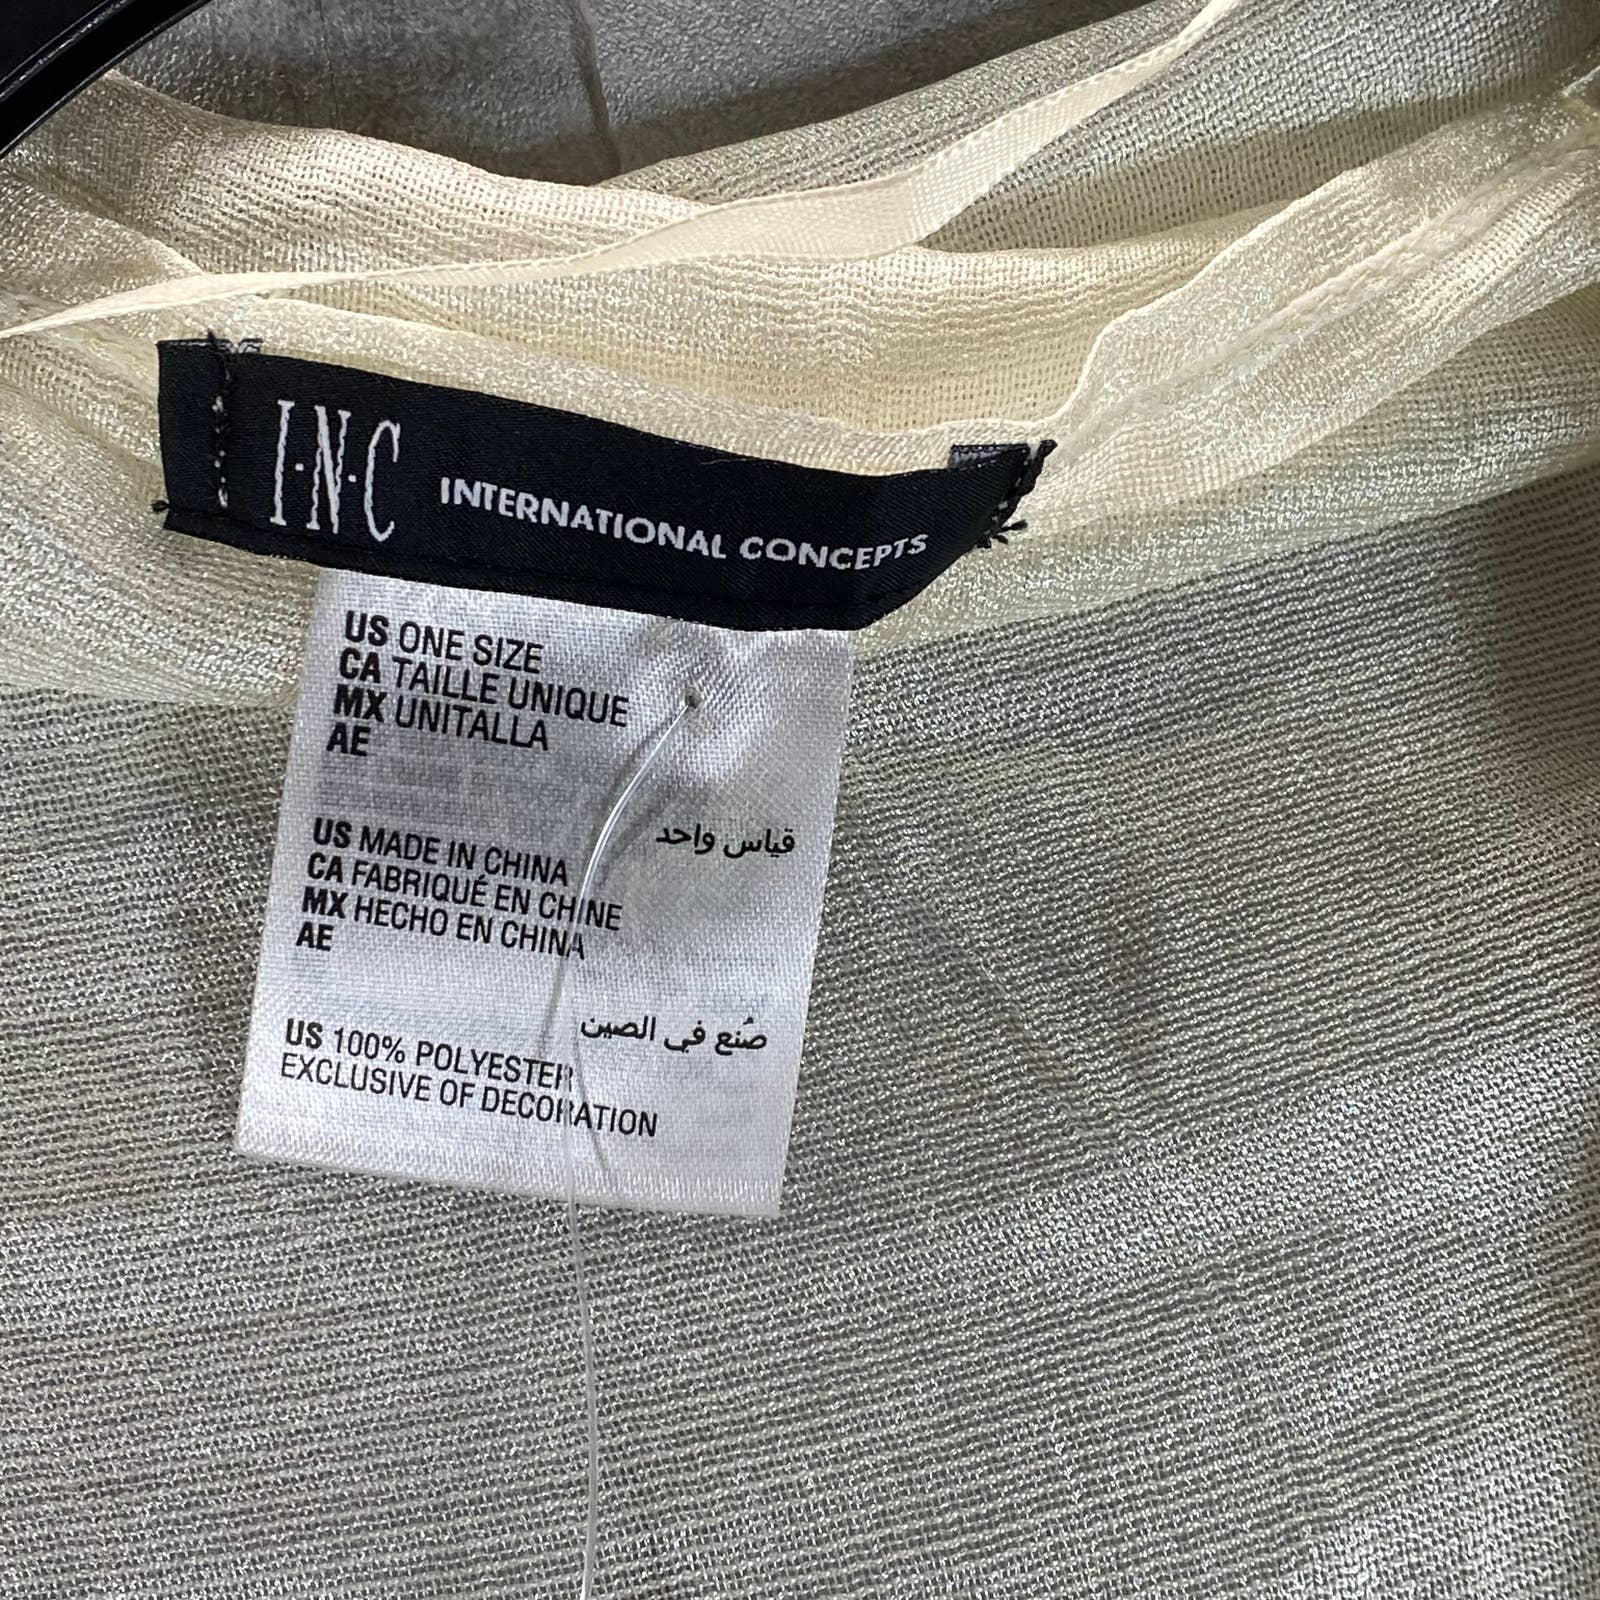 I·N·C INTERNATIONAL CONCEPTS
US ONE SIZE
CA TAILLE UNIQUE
MX UNITALLA
AE
قياس واحد
US MADE IN CHINA
CA FABRIQUÉ EN CHINE
MX HECHO EN CHINA
AE
صُنع في الصين
US 100% POLYESTER
EXCLUSIVE OF DECORATION